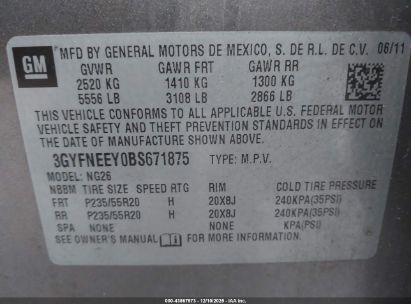 GM
MFD BY GENERAL MOTORS DE MEXICO, S. DE R.L. DE C.V. 06/11
GVWR GAWR FRT GAWR RR
2520 KG 1410 KG 1300 KG
5556 LB 3108 LB 2866 LB
THIS VEHICLE CONFORMS TO ALL APPLICABLE U.S. FEDERAL MOTOR
VEHICLE SAFETY AND THEFT PREVENTION STANDARDS IN EFFECT ON
THE DATE OF MANUFACTURE SHOWN ABOVE.
3GYFNEEY0BS671875 TYPE: M.P.V.
MODEL: NG26
NBBM TIRE SIZE SPEED RTG RIM COLD TIRE PRESSURE
FRT P235/55R20 H 20X8J 240KPA(35PSI)
RR P235/55R20 H 20X8J 240KPA(35PSI)
SPA NONE NONE KPA(PSI)
SEE OWNER'S MANUAL FOR MORE INFORMATION.